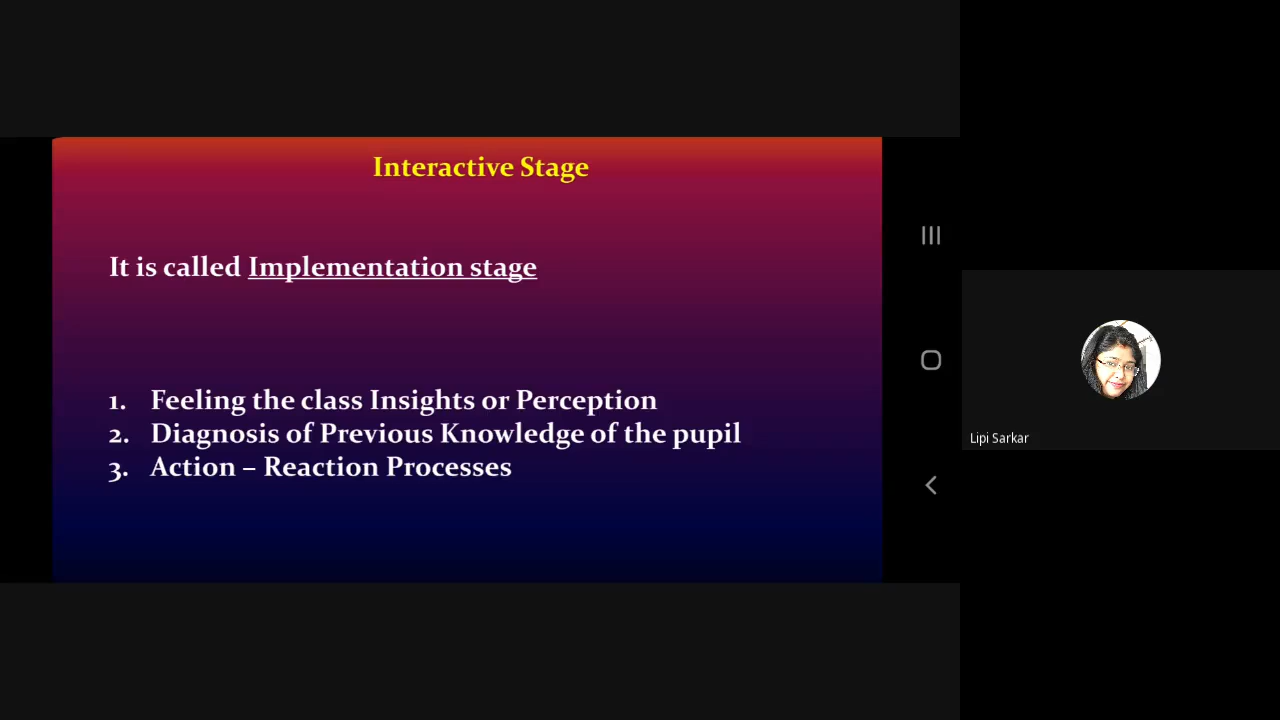 Interactive Stage
It is called Implementation stage
1. Feeling the class Insights or Perception
2. Diagnosis of Previous Knowledge of the pupil
3. Action – Reaction Processes
Lipi Sarkar